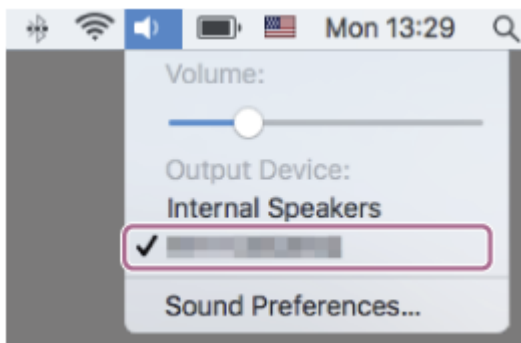 Mon 13:29
Volume:
Output Device:
Internal Speakers
Sound Preferences...